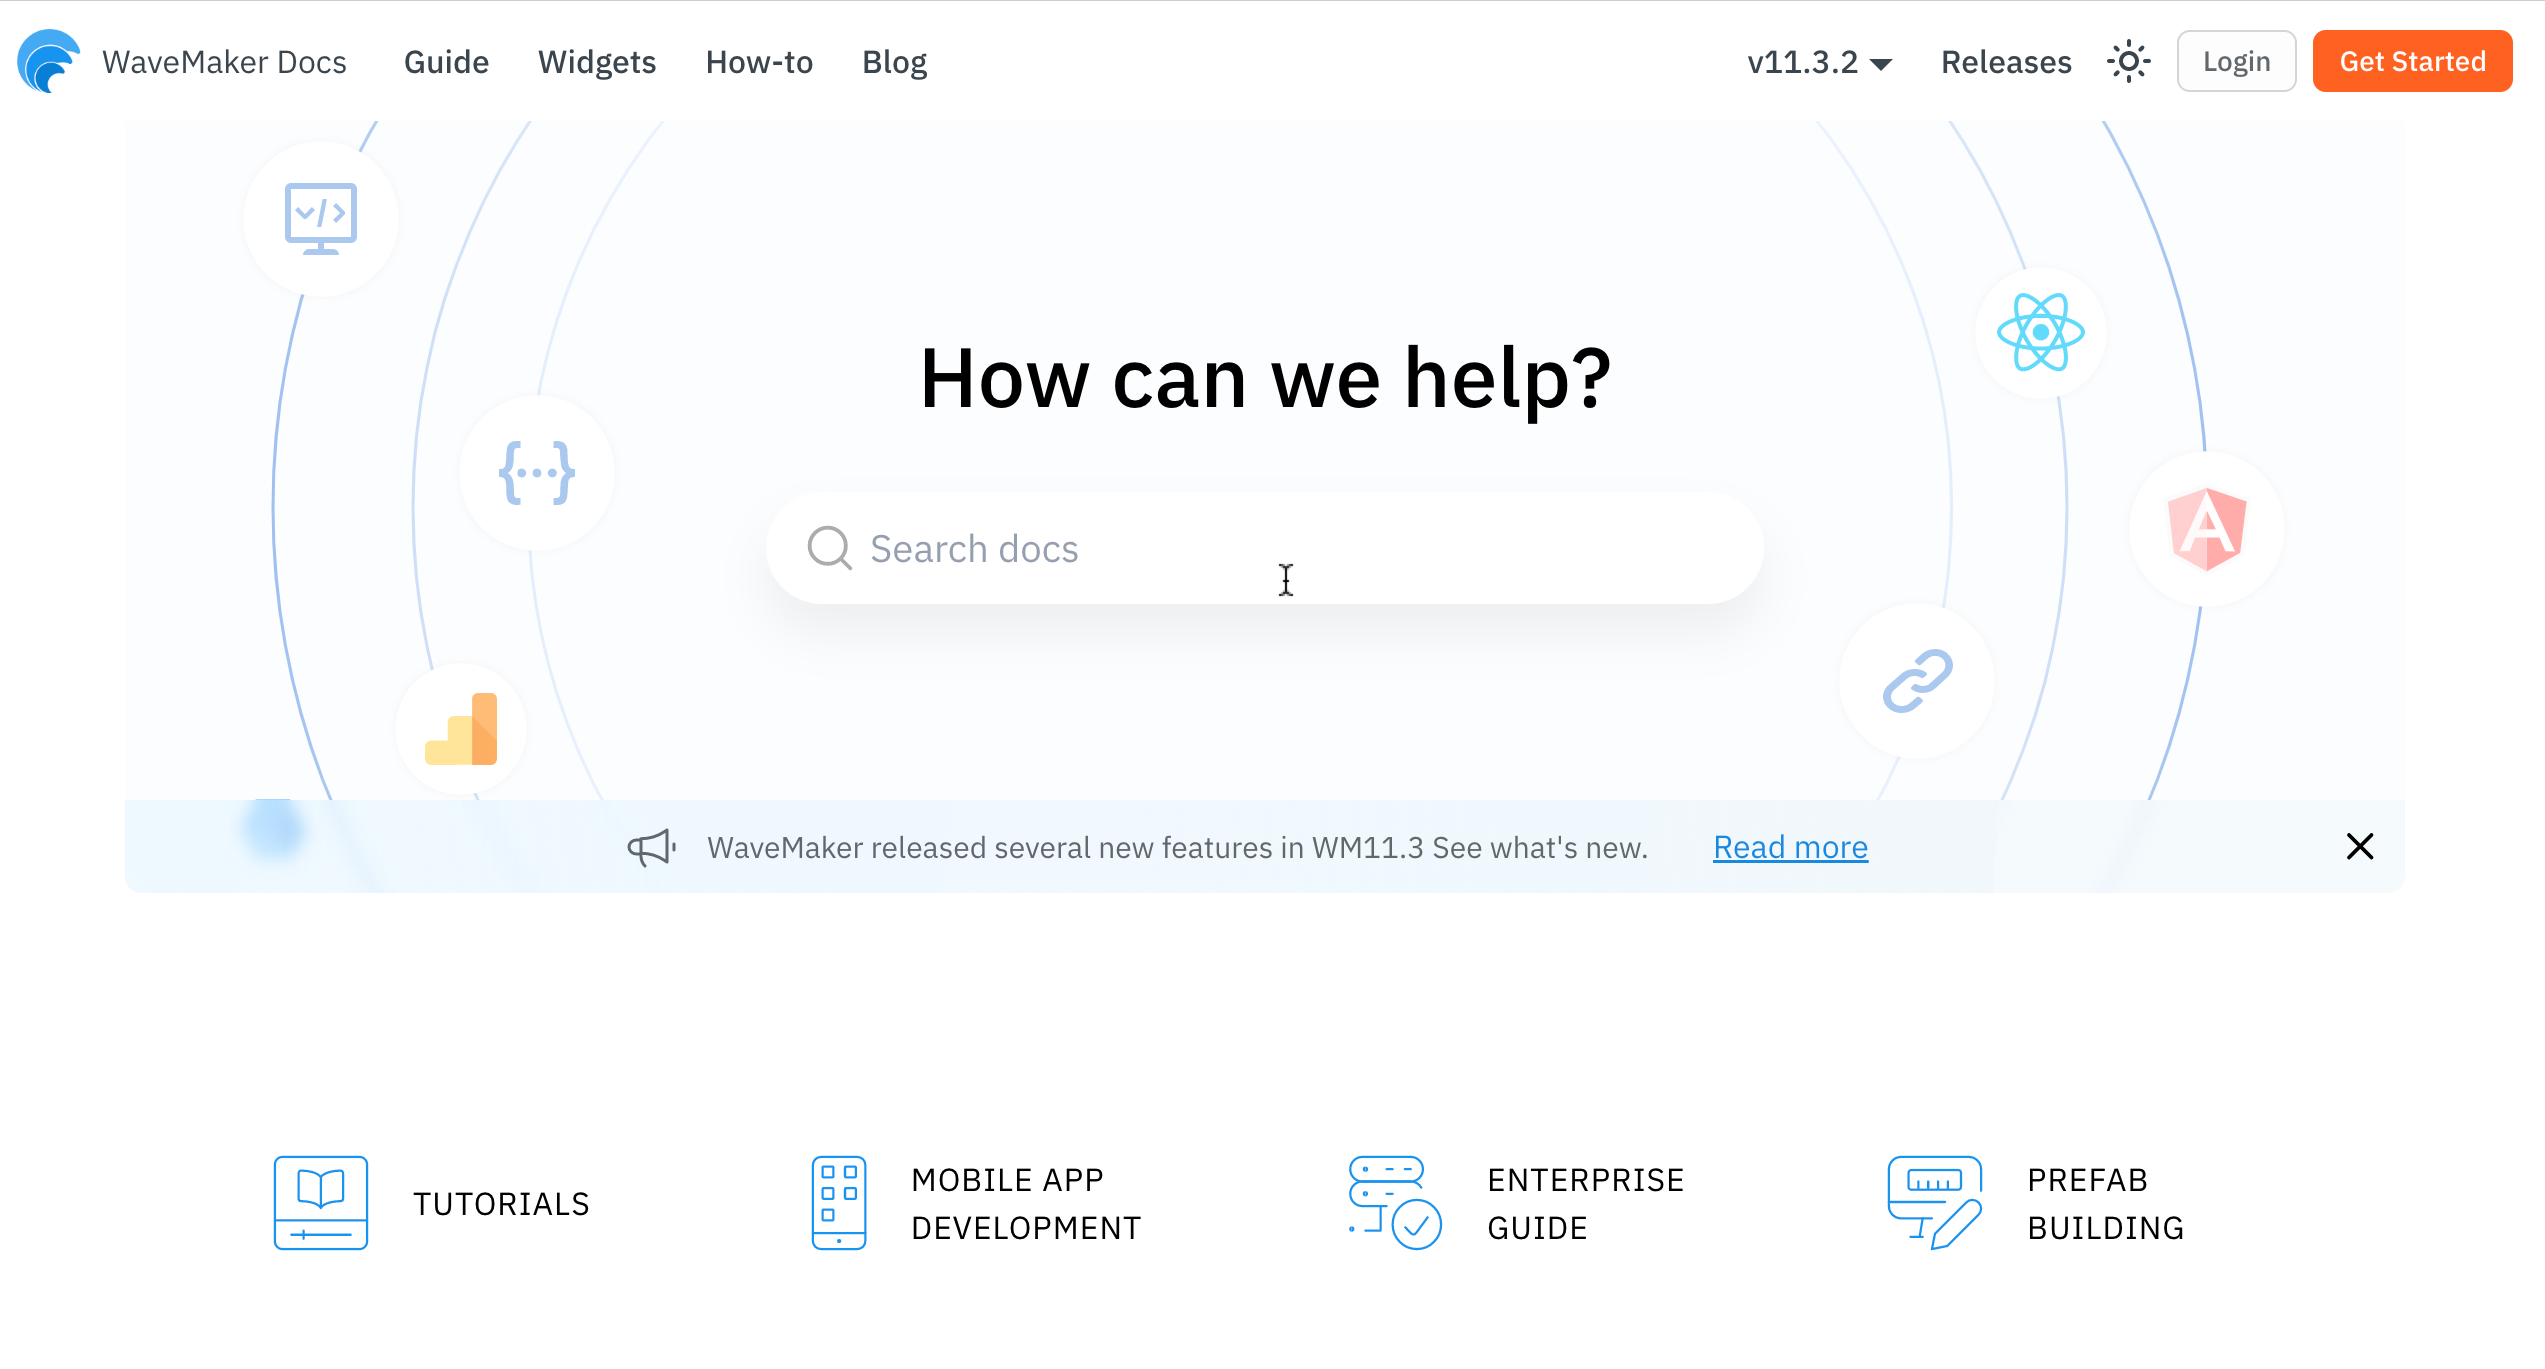 WaveMaker Docs Guide Widgets How-to Blog v11.3.2 Releases Login Get Started
How can we help?
Search docs
WaveMaker released several new features in WM11.3 See what's new. Read more
TUTORIALS
MOBILE APP
DEVELOPMENT
ENTERPRISE
GUIDE
PREFAB
BUILDING